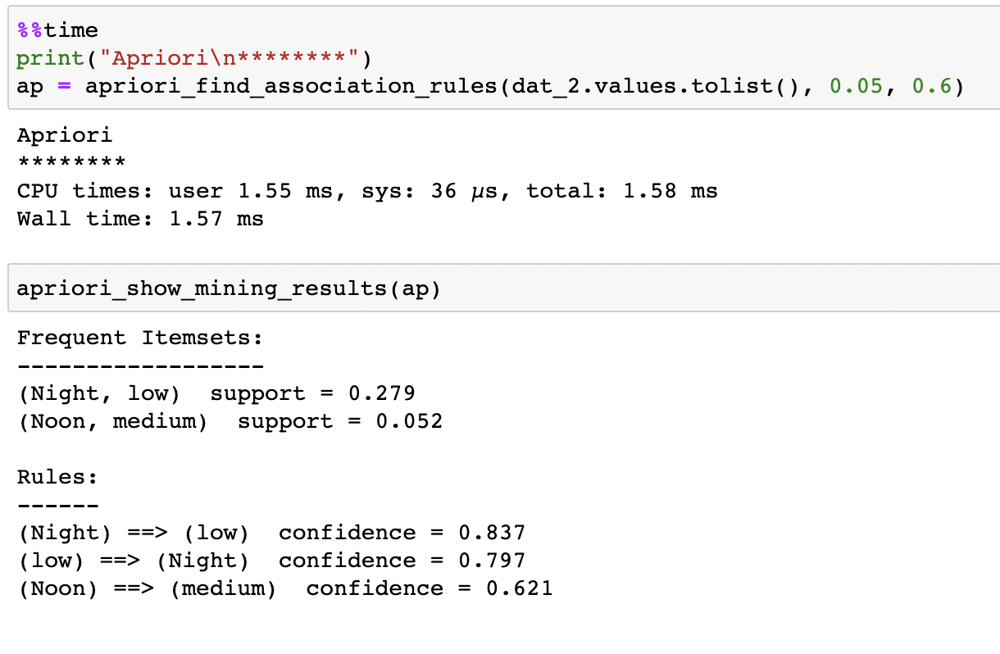 %%time
print("Apriori\n********")
ap = apriori_find_association_rules(dat_2.values.tolist(), 0.05, 0.6)
Apriori
********
CPU times: user 1.55 ms, sys: 36 µs, total: 1.58 ms
Wall time: 1.57 ms
apriori_show_mining_results(ap)
Frequent Itemsets:
------------------
(Night, low)  support = 0.279
(Noon, medium)  support = 0.052
Rules:
------
(Night) ==> (low)  confidence = 0.837
(low) ==> (Night)  confidence = 0.797
(Noon) ==> (medium)  confidence = 0.621